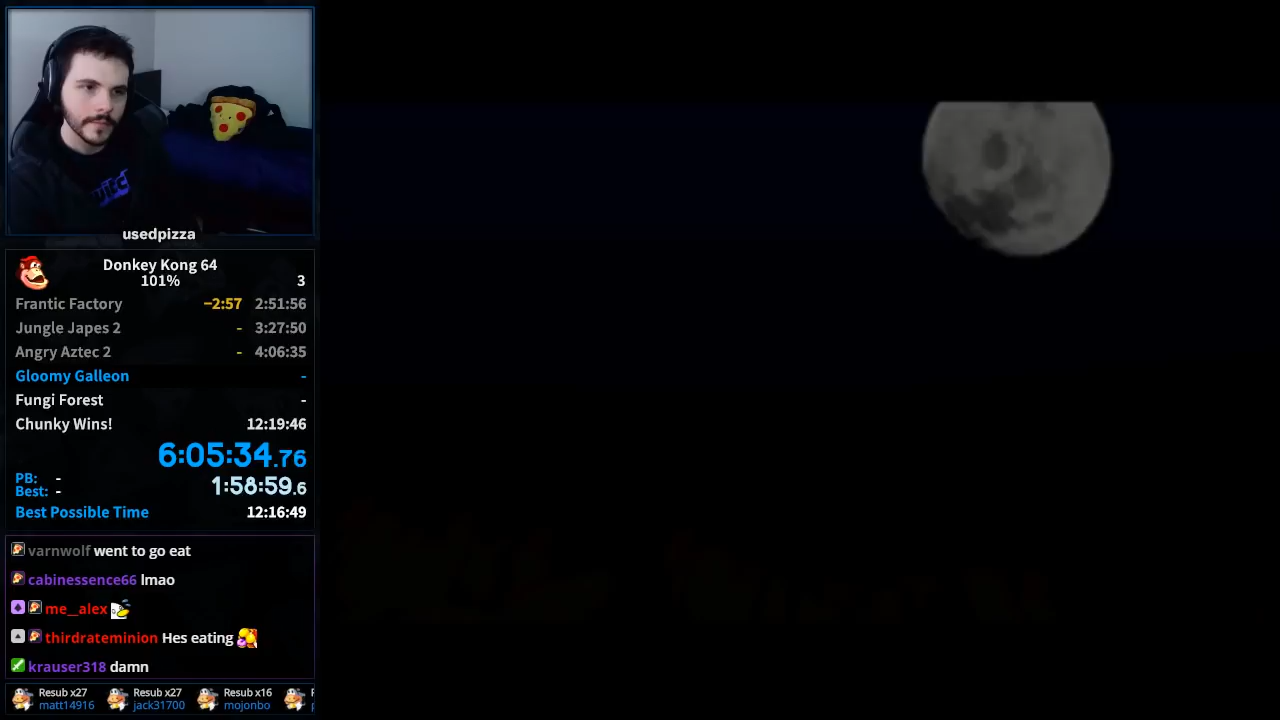 usedpizza
Donkey Kong 64
101% 3
Frantic Factory −2:57 2:51:56
Jungle Japes 2 - 3:27:50
Angry Aztec 2 - 4:06:35
Gloomy Galleon -
Fungi Forest -
Chunky Wins! 12:19:46
6:05:34.76
PB: -
Best: - 1:58:59.6
Best Possible Time 12:16:49
varnwolf went to go eat
cabinessence66 lmao
me__alex
thirdrateminion Hes eating
krauser318 damn
Resub x27 Resub x27 Resub x16
matt14916 jack31700 mojonbo